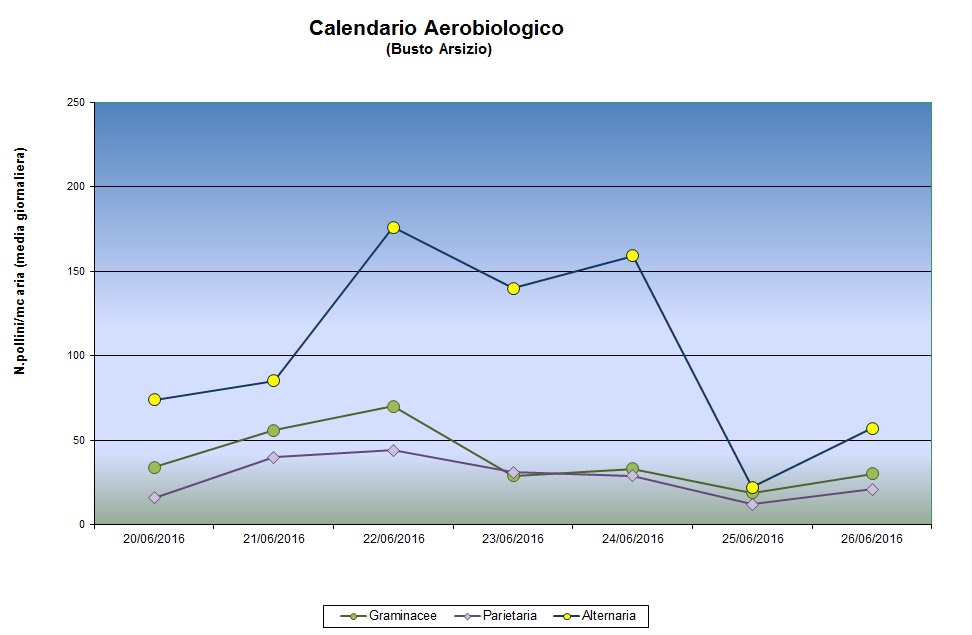 Calendario Aerobiologico
(Busto Arsizio)
N.pollini/mc aria (media giornaliera)
250
200
150
100
50
0
20/06/2016 21/06/2016 22/06/2016 23/06/2016 24/06/2016 25/06/2016 26/06/2016
Graminacee Parietaria Alternaria